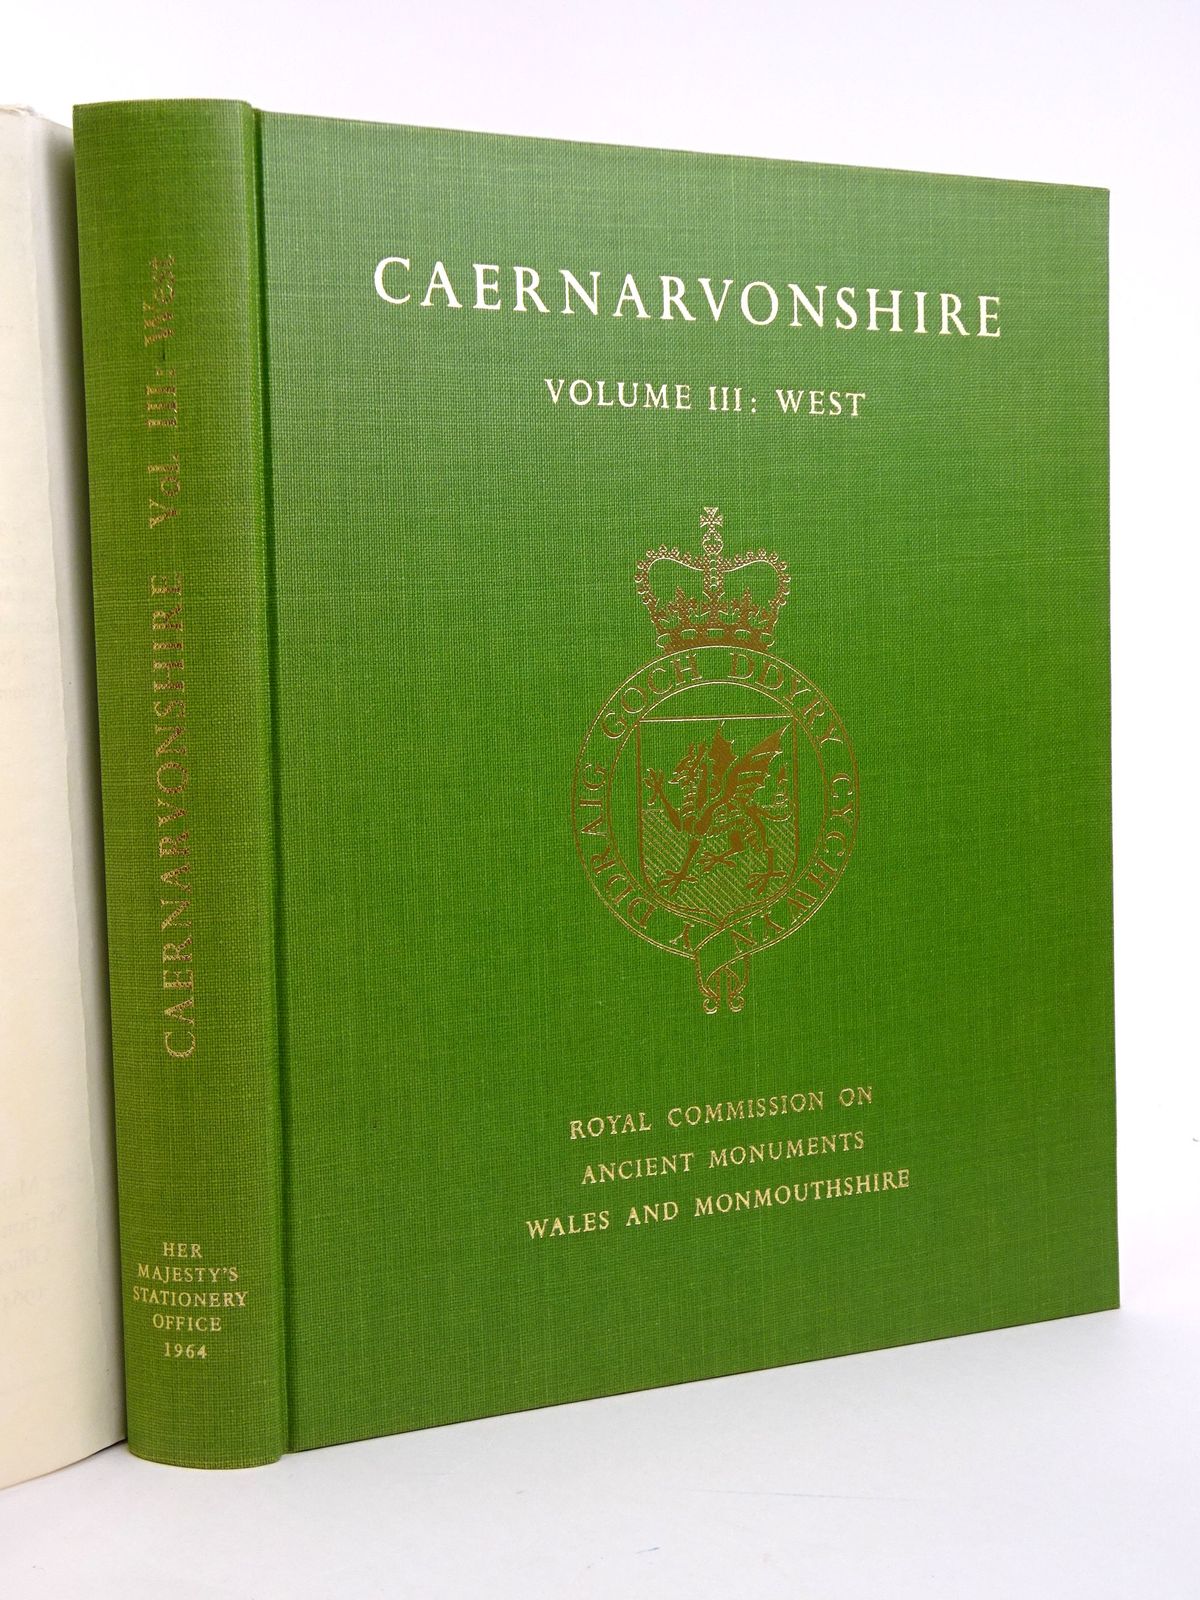 CAERNARVONSHIRE Vol. III: West
HER
MAJESTY'S
STATIONERY
OFFICE
1964
CAERNARVONSHIRE
VOLUME III: WEST
Y DDRAIG GOCH DDYRY CYCHWYN
ROYAL COMMISSION ON
ANCIENT MONUMENTS
WALES AND MONMOUTHSHIRE